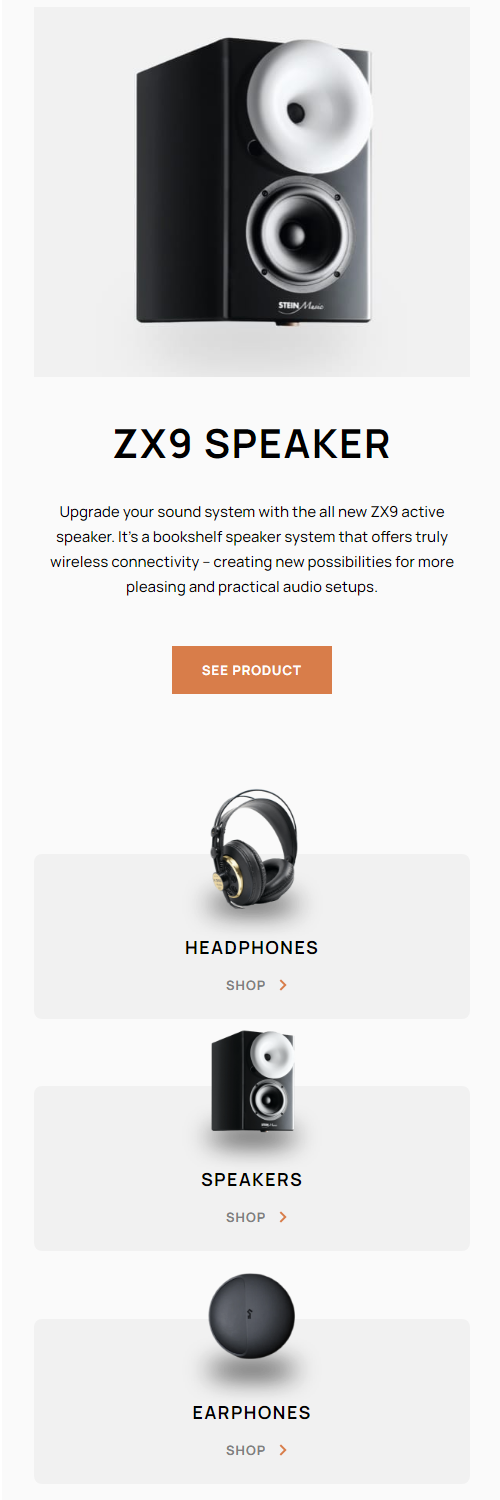 STEIN Music
ZX9 SPEAKER
Upgrade your sound system with the all new ZX9 active
speaker. It's a bookshelf speaker system that offers truly
wireless connectivity – creating new possibilities for more
pleasing and practical audio setups.
SEE PRODUCT
HEADPHONES
SHOP
SPEAKERS
SHOP
EARPHONES
SHOP